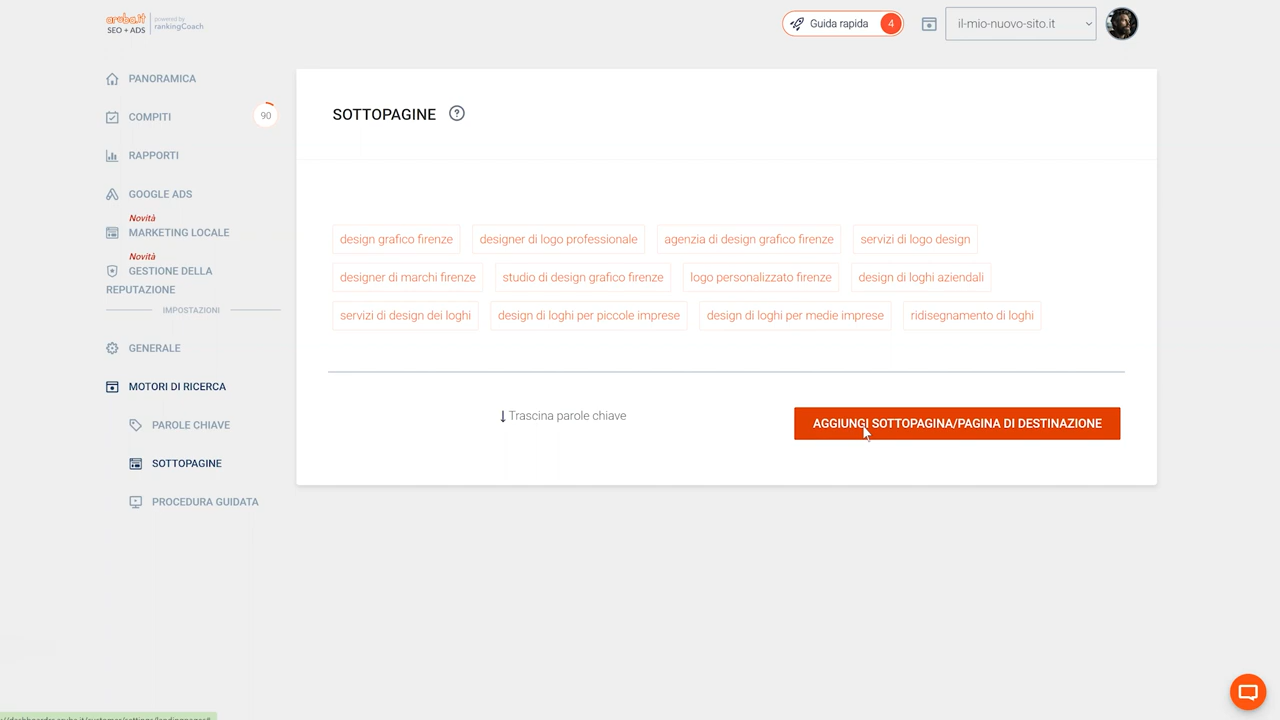 aruba.it
SEO + ADS
powered by
rankingCoach
Guida rapida 4
il-mio-nuovo-sito.it
PANORAMICA
COMPITI 90
RAPPORTI
GOOGLE ADS
Novità
MARKETING LOCALE
Novità
GESTIONE DELLA
REPUTAZIONE
IMPOSTAZIONI
GENERALE
MOTORI DI RICERCA
PAROLE CHIAVE
SOTTOPAGINE
PROCEDURA GUIDATA
SOTTOPAGINE ?
design grafico firenze designer di logo professionale agenzia di design grafico firenze servizi di logo design
designer di marchi firenze studio di design grafico firenze logo personalizzato firenze design di loghi aziendali
servizi di design dei loghi design di loghi per piccole imprese design di loghi per medie imprese ridisegnamento di loghi
Trascina parole chiave
AGGIUNGI SOTTOPAGINA/PAGINA DI DESTINAZIONE